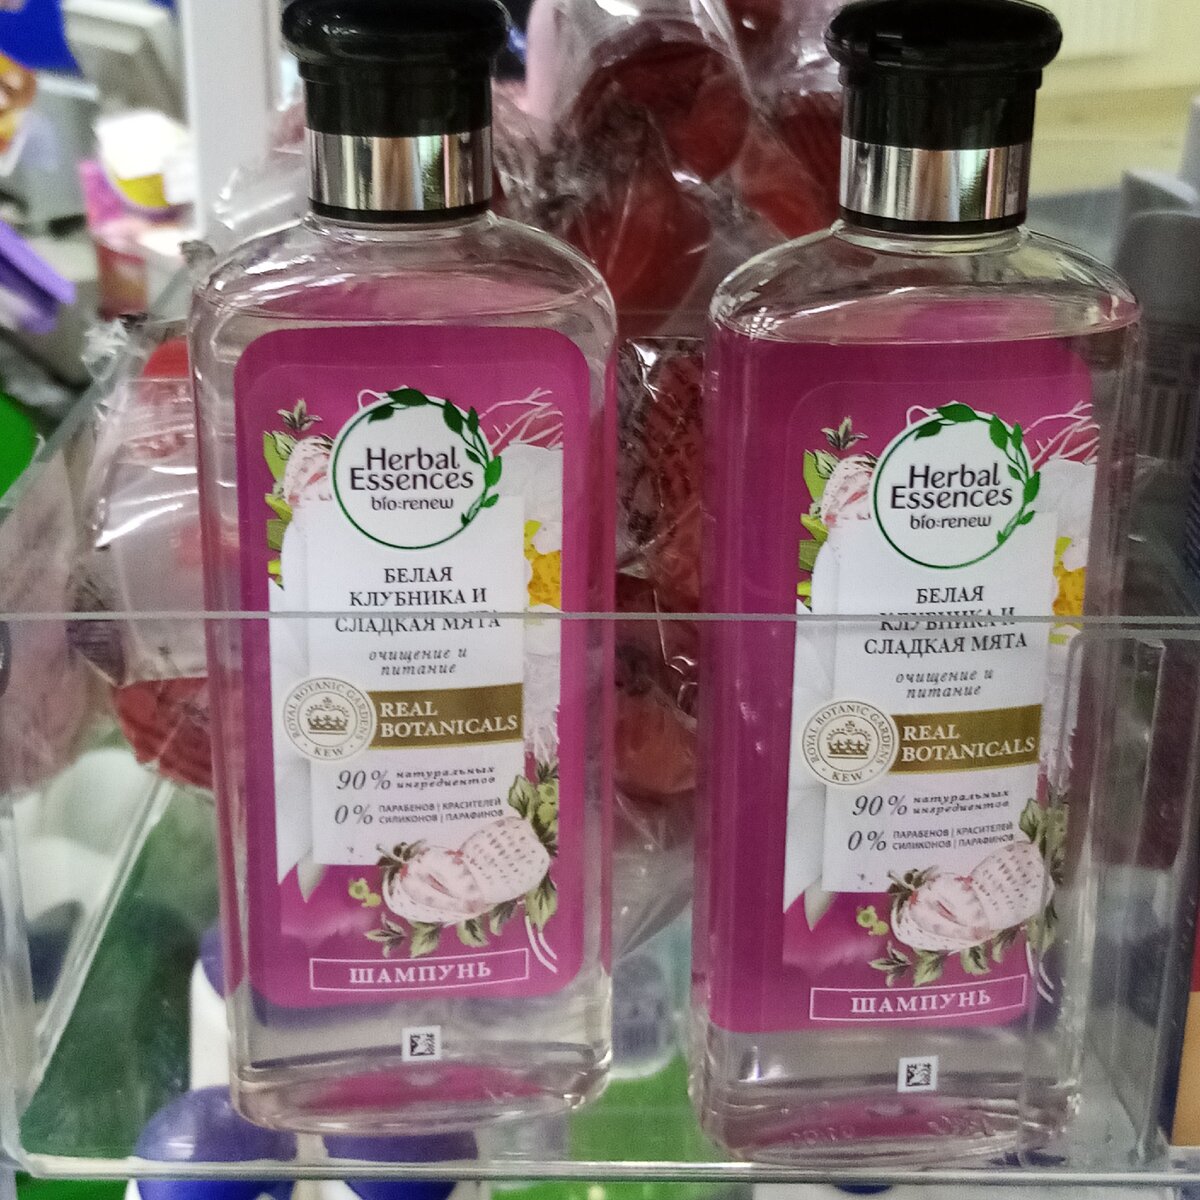 Herbal
Essences
bio:renew
БЕЛАЯ
КЛУБНИКА И
СЛАДКАЯ МЯТА
очищение и
питание
ROYAL BOTANIC GARDENS
KEW
REAL
BOTANICALS
90% натуральных
ингредиентов
0% ПАРАБЕНОВ | КРАСИТЕЛЕЙ
СИЛИКОНОВ | ПАРАФИНОВ
ШАМПУНЬ
Herbal
Essences
bio:renew
БЕЛАЯ
КЛУБНИКА И
СЛАДКАЯ МЯТА
очищение и
питание
ROYAL BOTANIC GARDENS
KEW
REAL
BOTANICALS
90% натуральных
ингредиентов
0% ПАРАБЕНОВ | КРАСИТЕЛЕЙ
СИЛИКОНОВ | ПАРАФИНОВ
ШАМПУНЬ